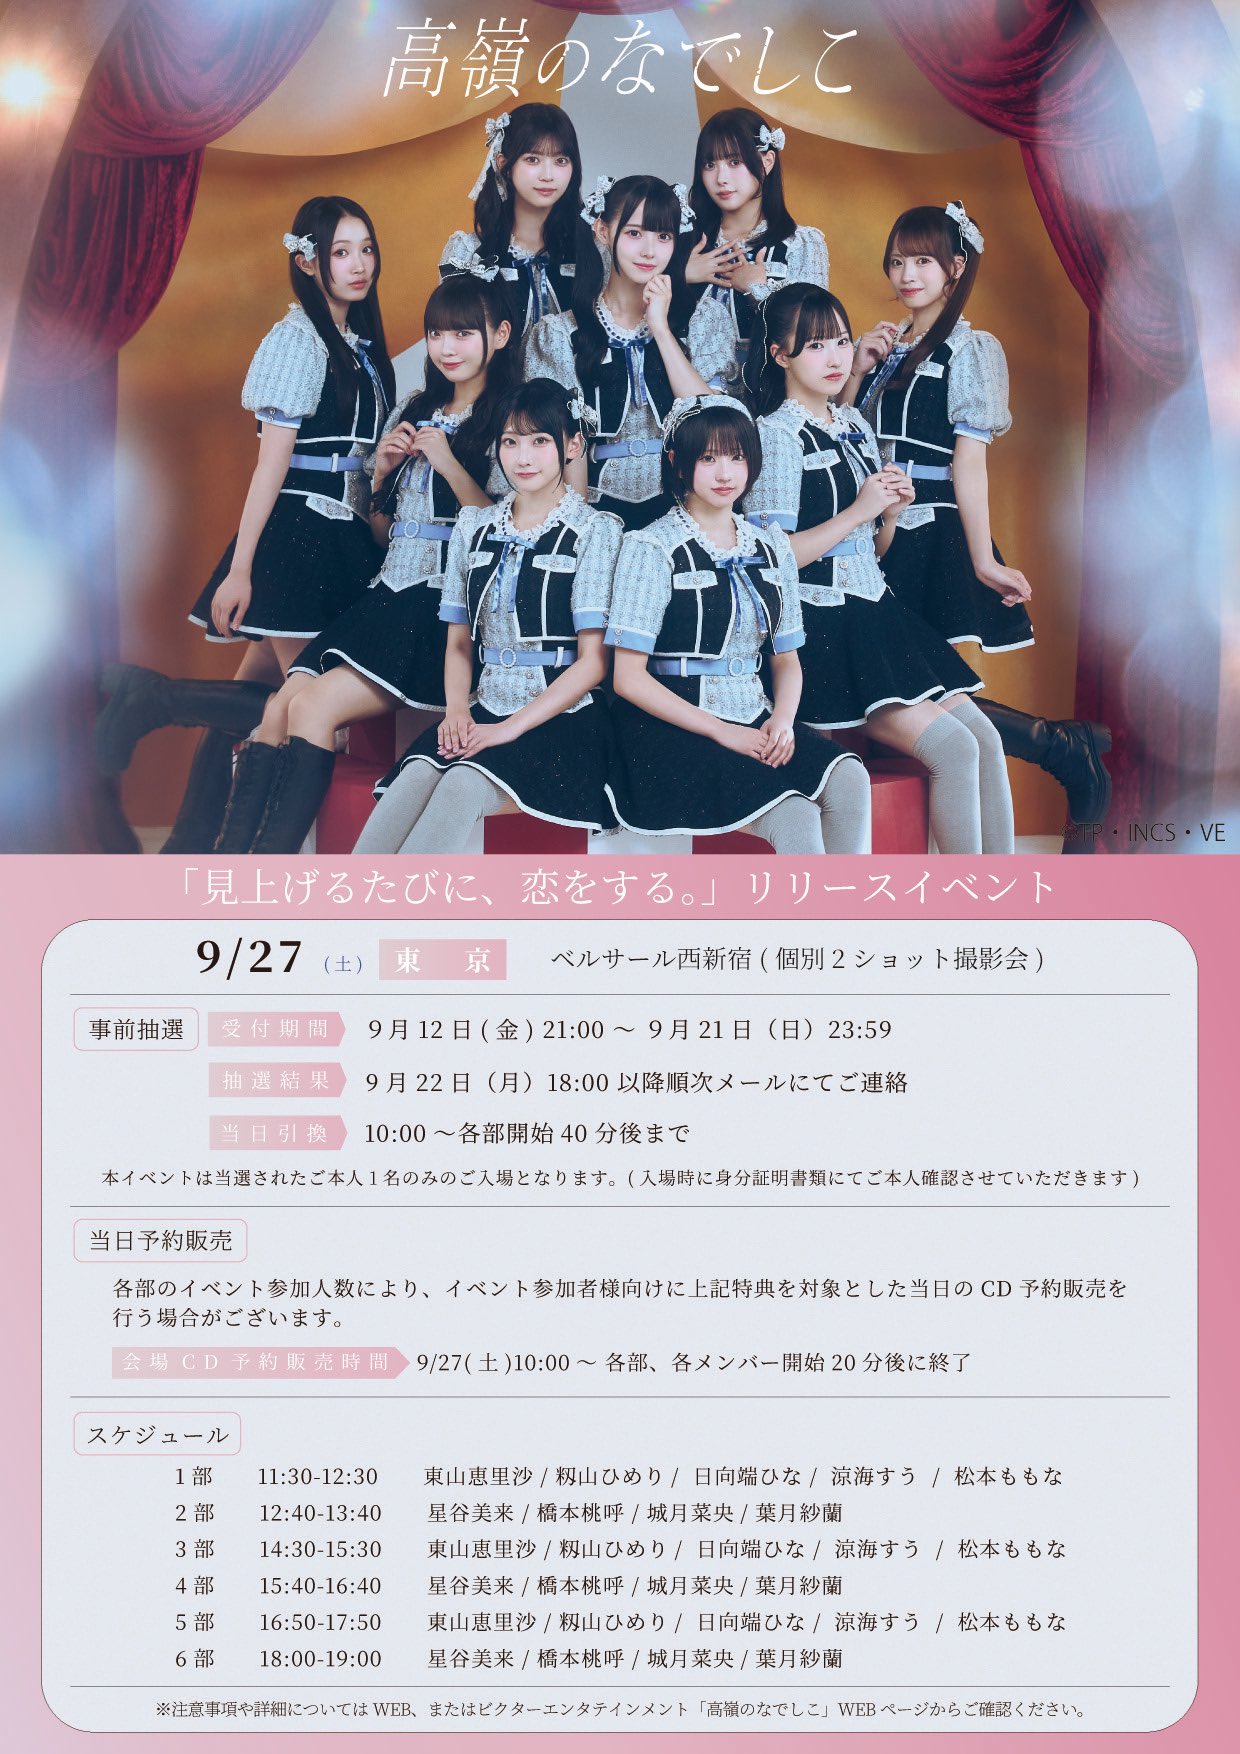 高嶺のなでしこ
©TP・INCS・VE
「見上げるたびに、恋をする。」リリースイベント
9/27 (土) 東京 ベルサール西新宿 ( 個別 2 ショット撮影会 )
事前抽選 受付期間 9月 12 日 ( 金 ) 21:00 ～ 9月 21 日（日）23:59
抽選結果 9 月 22 日（月）18:00 以降順次メールにてご連絡
当日引換 10:00 ～各部開始 40 分後まで
本イベントは当選されたご本人 1 名のみのご入場となります。( 入場時に身分証明書類にてご本人確認させていただきます )
当日予約販売
各部のイベント参加人数により、イベント参加者様向けに上記特典を対象とした当日の CD 予約販売を
行う場合がございます。
会場 CD 予約販売時間 9/27( 土 )10:00 ～ 各部、各メンバー開始 20 分後に終了
スケジュール
1 部 11:30-12:30 東山恵里沙 / 籾山ひめり / 日向端ひな / 涼海すう / 松本ももな
2 部 12:40-13:40 星谷美来 / 橋本桃呼 / 城月菜央 / 葉月紗蘭
3 部 14:30-15:30 東山恵里沙 / 籾山ひめり / 日向端ひな / 涼海すう / 松本ももな
4 部 15:40-16:40 星谷美来 / 橋本桃呼 / 城月菜央 / 葉月紗蘭
5 部 16:50-17:50 東山恵里沙 / 籾山ひめり / 日向端ひな / 涼海すう / 松本ももな
6 部 18:00-19:00 星谷美来 / 橋本桃呼 / 城月菜央 / 葉月紗蘭
※注意事項や詳細については WEB、またはビクターエンタテインメント「高嶺のなでしこ」WEB ページからご確認ください。